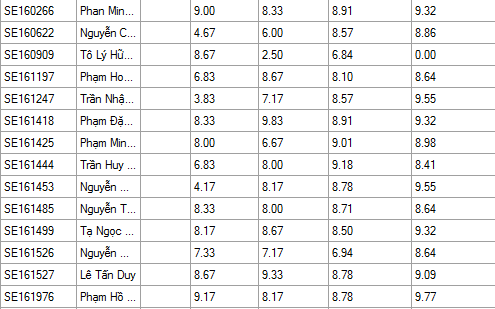 SE160266 Phan Min... 9.00 8.33 8.91 9.32
SE160622 Nguyễn C... 4.67 6.00 8.57 8.86
SE160909 Tô Lý Hữ... 8.67 2.50 6.84 0.00
SE161197 Phạm Ho... 6.83 8.67 8.10 8.64
SE161247 Trần Nhậ... 3.83 7.17 8.57 9.55
SE161418 Phạm Đặ... 8.33 9.83 8.91 9.32
SE161425 Phạm Min... 8.00 6.67 9.01 8.98
SE161444 Trần Huy ... 6.83 8.00 9.18 8.41
SE161453 Nguyễn ... 4.17 8.17 8.78 9.55
SE161485 Nguyễn T... 8.33 8.00 8.71 8.64
SE161499 Tạ Ngọc ... 8.17 8.67 8.50 9.32
SE161526 Nguyễn ... 7.33 7.17 6.94 8.64
SE161527 Lê Tấn Duy 8.67 9.33 8.78 9.09
SE161976 Phạm Hồ ... 9.17 8.17 8.78 9.77